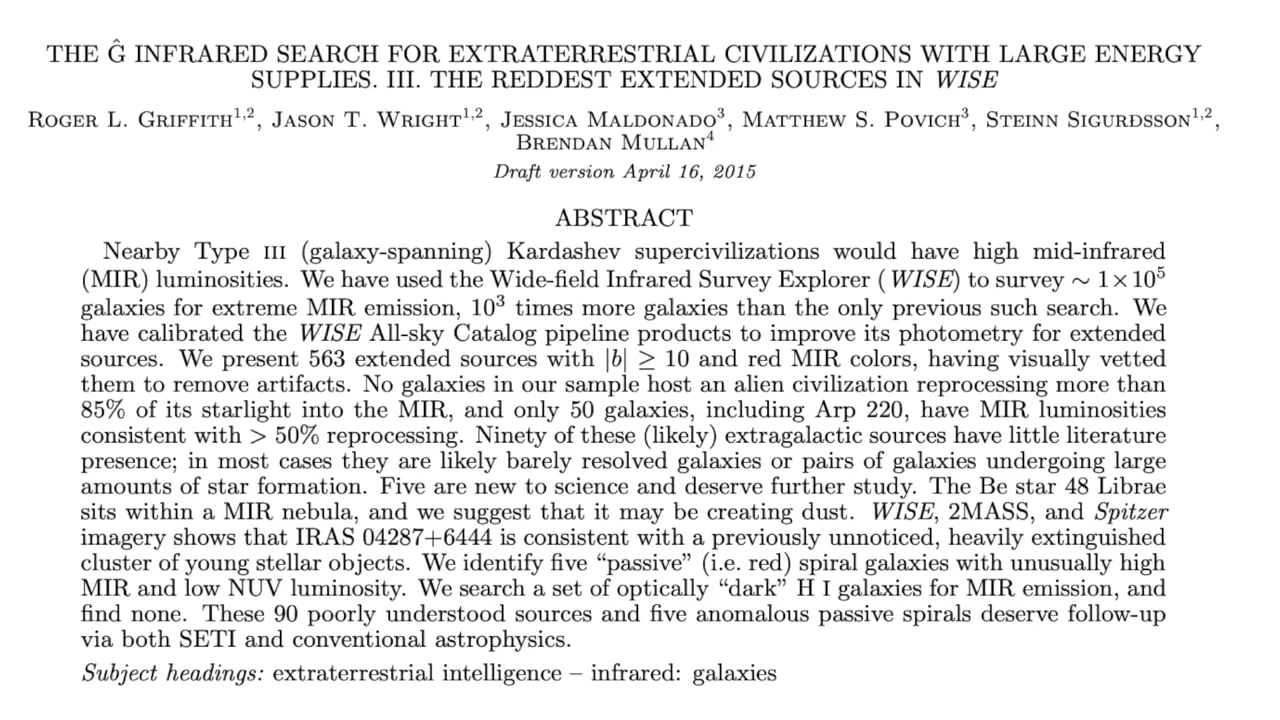 THE Ĝ INFRARED SEARCH FOR EXTRATERRESTRIAL CIVILIZATIONS WITH LARGE ENERGY
SUPPLIES. III. THE REDDEST EXTENDED SOURCES IN WISE
ROGER L. GRIFFITH1,2, JASON T. WRIGHT1,2, JESSICA MALDONADO3, MATTHEW S. POVICH3, STEINN SIGURÐSSON1,2,
BRENDAN MULLAN4
Draft version April 16, 2015
ABSTRACT
Nearby Type III (galaxy-spanning) Kardashev supercivilizations would have high mid-infrared
(MIR) luminosities. We have used the Wide-field Infrared Survey Explorer (WISE) to survey ∼ 1×10^5
galaxies for extreme MIR emission, 10^3 times more galaxies than the only previous such search. We
have calibrated the WISE All-sky Catalog pipeline products to improve its photometry for extended
sources. We present 563 extended sources with |b| ≥ 10 and red MIR colors, having visually vetted
them to remove artifacts. No galaxies in our sample host an alien civilization reprocessing more than
85% of its starlight into the MIR, and only 50 galaxies, including Arp 220, have MIR luminosities
consistent with > 50% reprocessing. Ninety of these (likely) extragalactic sources have little literature
presence; in most cases they are likely barely resolved galaxies or pairs of galaxies undergoing large
amounts of star formation. Five are new to science and deserve further study. The Be star 48 Librae
sits within a MIR nebula, and we suggest that it may be creating dust. WISE, 2MASS, and Spitzer
imagery shows that IRAS 04287+6444 is consistent with a previously unnoticed, heavily extinguished
cluster of young stellar objects. We identify five “passive” (i.e. red) spiral galaxies with unusually high
MIR and low NUV luminosity. We search a set of optically “dark” H I galaxies for MIR emission, and
find none. These 90 poorly understood sources and five anomalous passive spirals deserve follow-up
via both SETI and conventional astrophysics.
Subject headings: extraterrestrial intelligence – infrared: galaxies